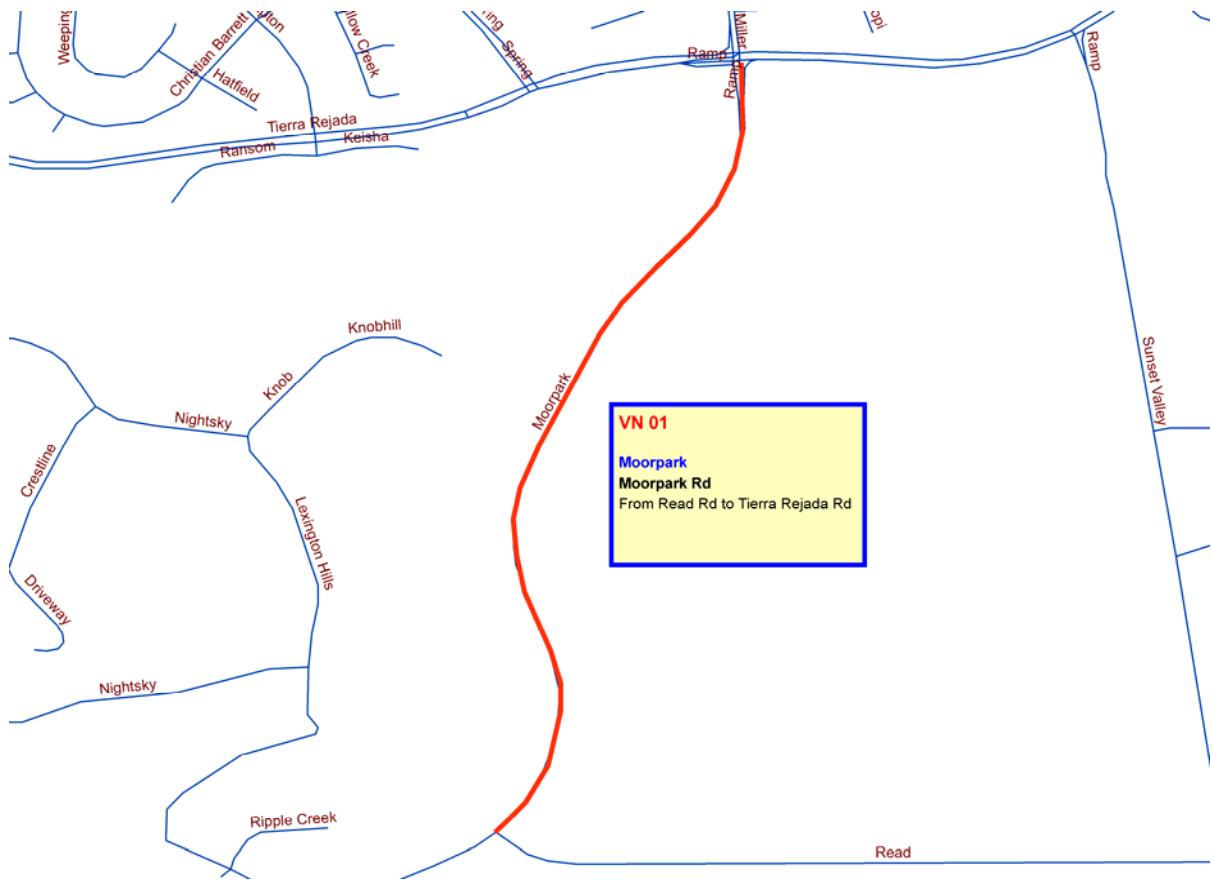 Weeping
Christian Barrett
Hatfield
Creek
Spring
Miller
Ramp
Ramp
Ramp
Tierra Rejada
Ransom
Keisha
Knobhill
Knob
Nightsky
Crestline
Moorpark
Sunset Valley
VN 01
Moorpark
Moorpark Rd
From Read Rd to Tierra Rejada Rd
Lexington Hills
Driveway
Nightsky
Ripple Creek
Read